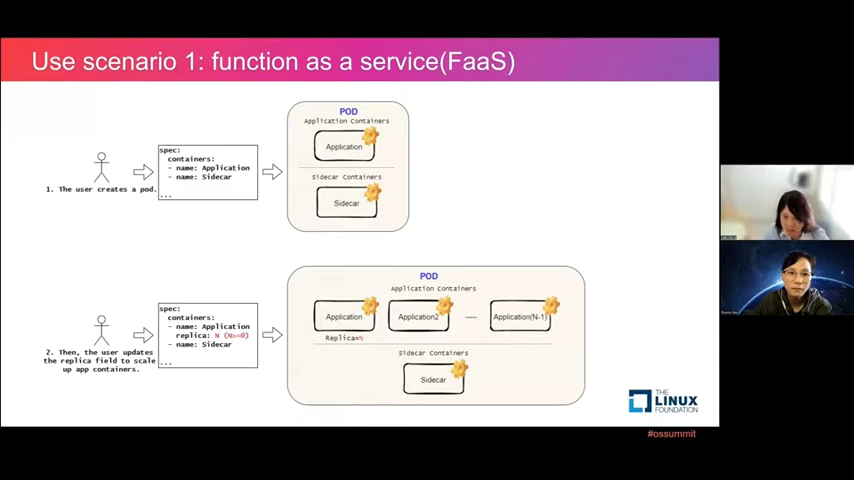 Use scenario 1: function as a service(FaaS)
POD
Application Containers
Application
Sidecar Containers
Sidecar
spec:
containers:
- name: Application
- name: Sidecar
...
1. The user creates a pod.
POD
Application Containers
Application
Application2
......
Application(N-1)
Replica=N
Sidecar Containers
Sidecar
spec:
containers:
- name: Application
replica: N (N>=0)
- name: Sidecar
...
2. Then, the user updates
the replica field to scale
up app containers.
THE
LINUX
FOUNDATION
#ossummit